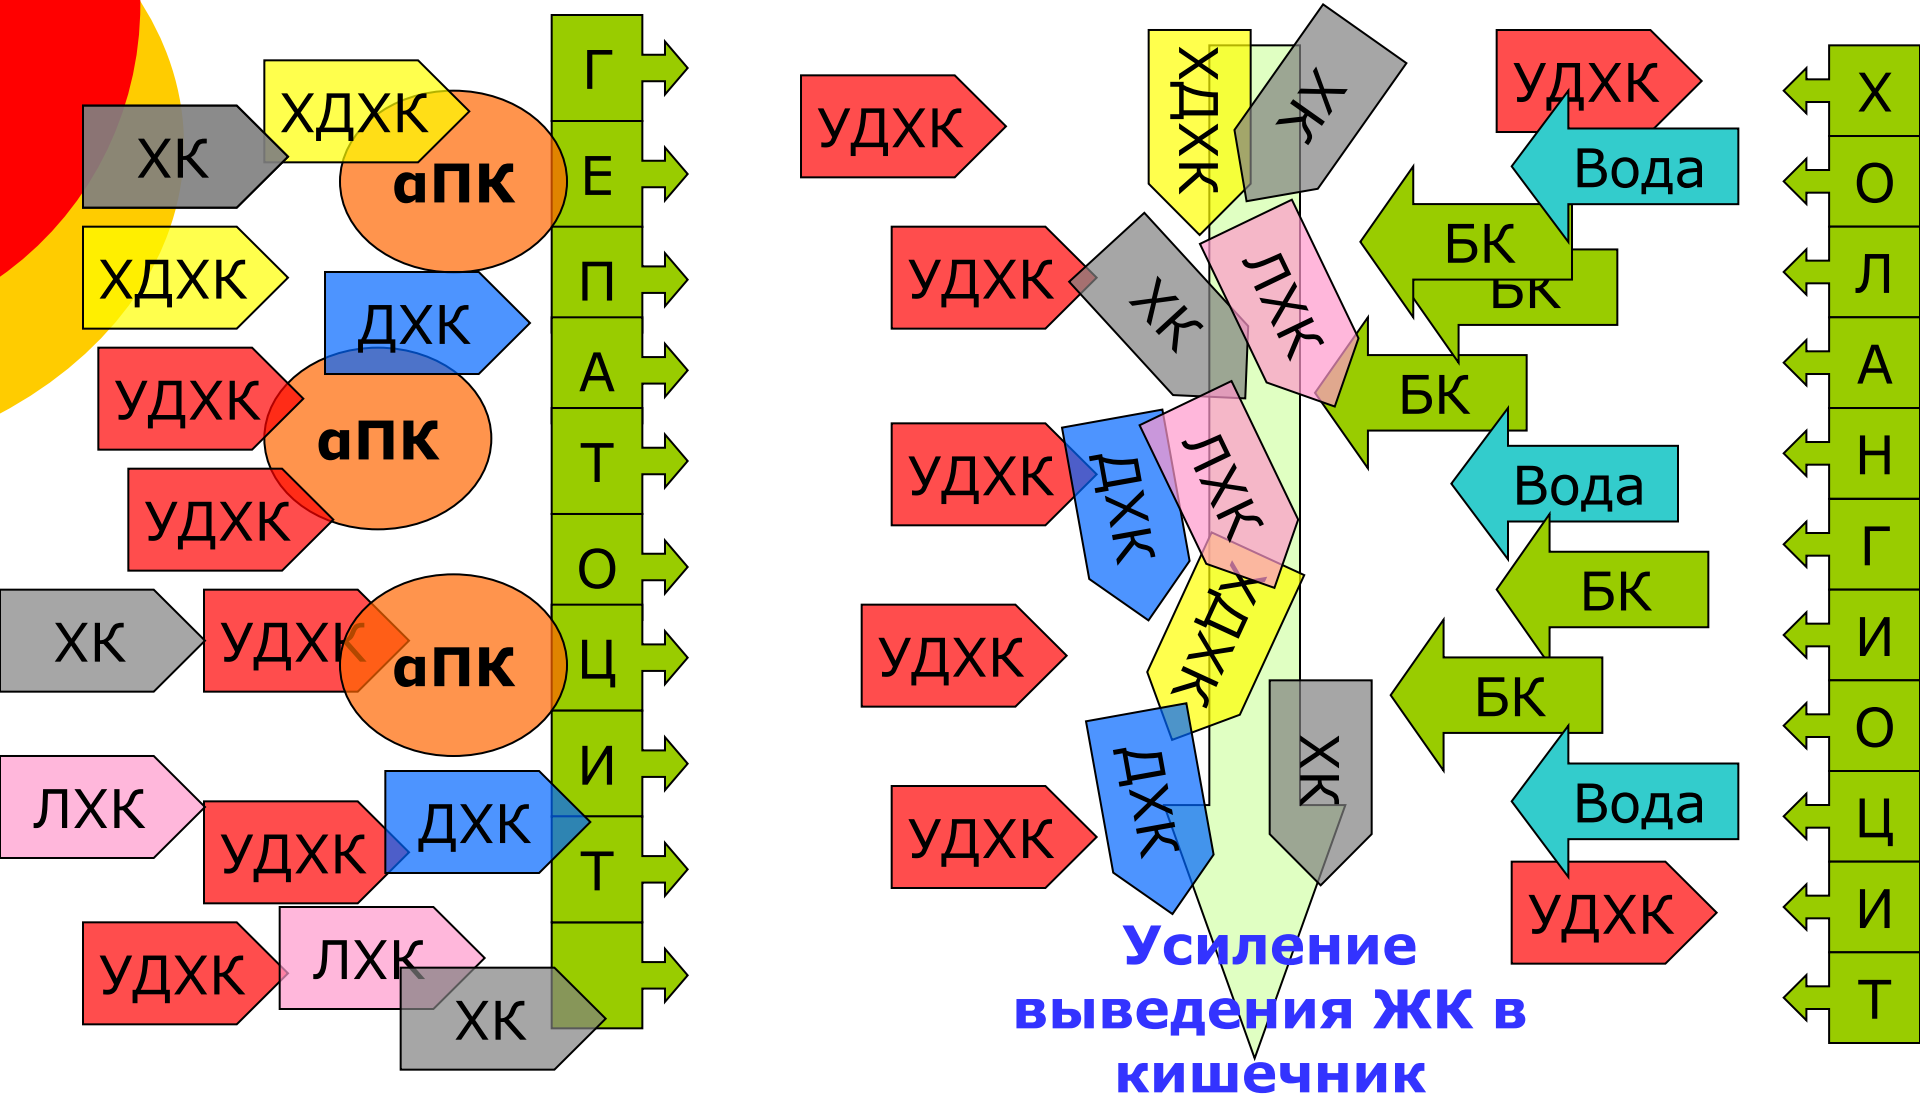 ХДХК
ХК
аПК
ХДХК
ДХК
УДХК
аПК
УДХК
ХК
УДХК
аПК
ЛХК
УДХК
ДХК
УДХК
ЛХК
ХК
Г
Е
П
А
Т
О
Ц
И
Т
УДХК
ХДХК
ХК
УДХК
ХК
ЛХК
УДХК
ДХК
ЛХК
ХДХК
УДХК
ХК
УДХК
ДХК
УДХК
Вода
БК
БК
БК
Вода
БК
БК
Вода
УДХК
Х
О
Л
А
Н
Г
И
О
Ц
И
Т
Усиление
выведения ЖК в
кишечник